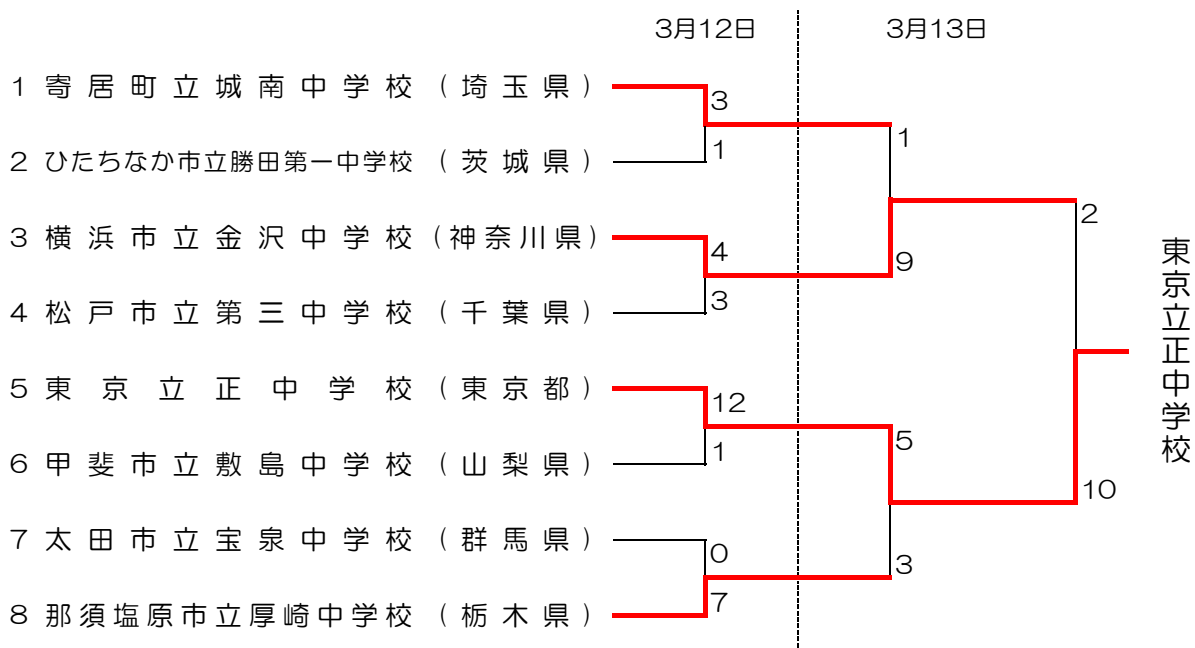 3月12日 3月13日
1 寄居町立城南中学校（埼玉県）
3
1
1
2 ひたちなか市立勝田第一中学校（茨城県）
2
3 横浜市立金沢中学校（神奈川県）
4
9
3
4 松戸市立第三中学校（千葉県）
東京立正中学校
5 東京立正中学校（東京都）
12
5
1
6 甲斐市立敷島中学校（山梨県）
10
7 太田市立宝泉中学校（群馬県）
0
3
7
8 那須塩原市立厚崎中学校（栃木県）